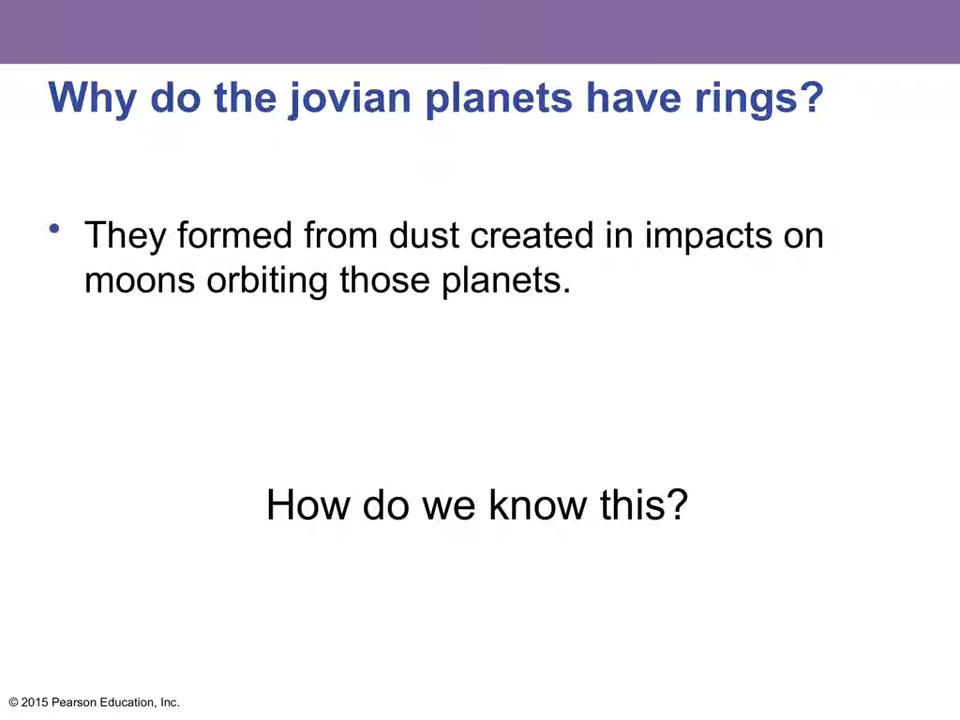 Why do the jovian planets have rings?
• They formed from dust created in impacts on
moons orbiting those planets.
How do we know this?
© 2015 Pearson Education, Inc.